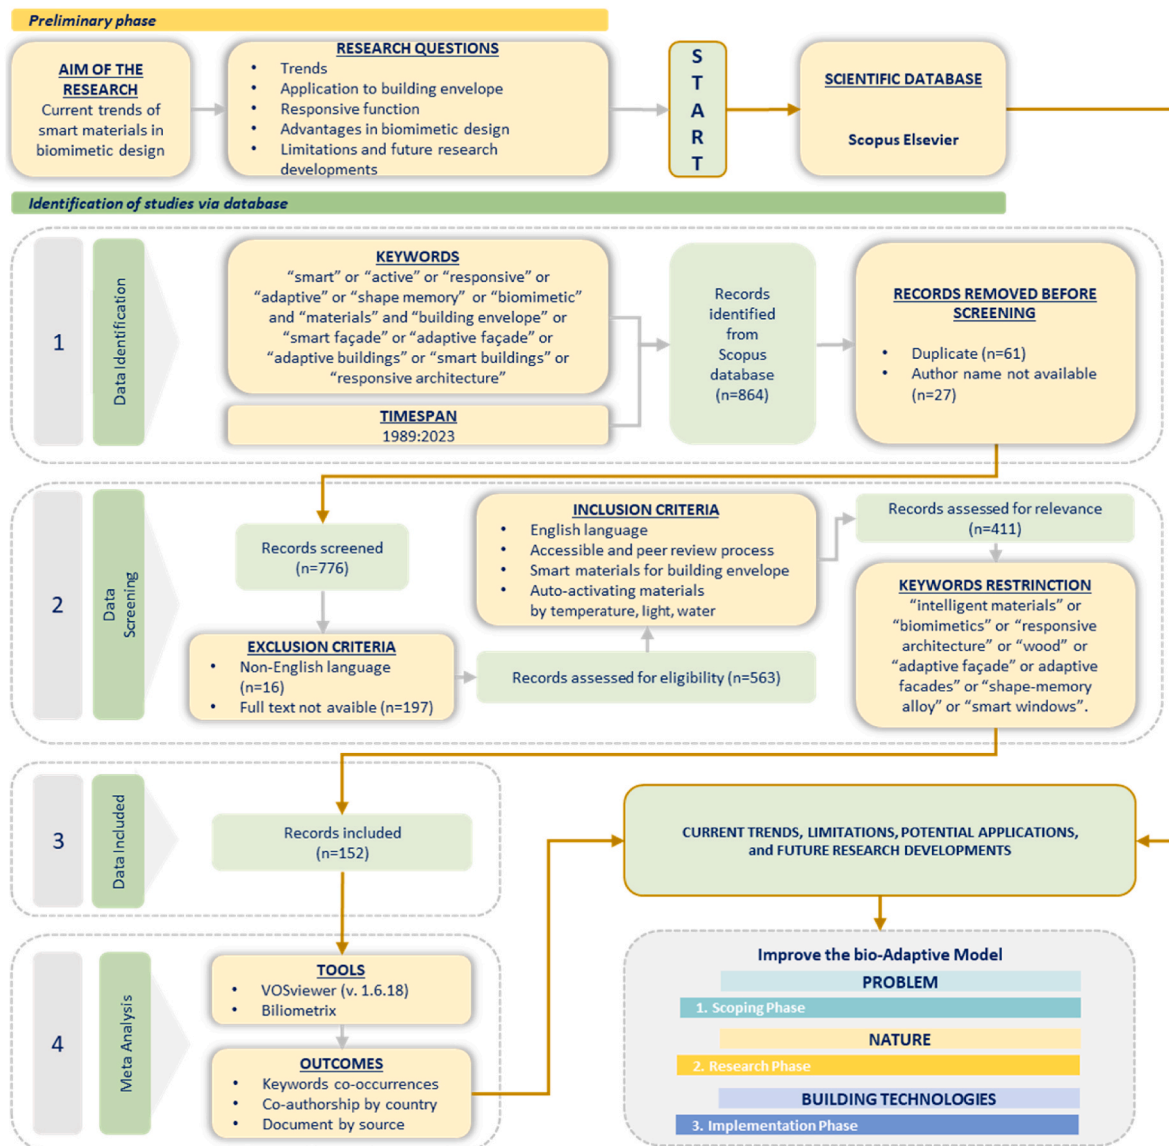 Preliminary phase
AIM OF THE
RESEARCH
Current trends of
smart materials in
biomimetic design
RESEARCH QUESTIONS
• Trends
• Application to building envelope
• Responsive function
• Advantages in biomimetic design
• Limitations and future research
developments
START
SCIENTIFIC DATABASE
Scopus Elsevier
Identification of studies via database
1
Data Identification
KEYWORDS
“smart” or “active” or “responsive” or
“adaptive” or “shape memory” or “biomimetic”
and “materials” and “building envelope” or
“smart façade” or “adaptive façade” or
“adaptive buildings” or “smart buildings” or
“responsive architecture”
TIMESPAN
1989:2023
Records
identified
from
Scopus
database
(n=864)
RECORDS REMOVED BEFORE
SCREENING
• Duplicate (n=61)
• Author name not available
(n=27)
2
Data
Screening
Records screened
(n=776)
EXCLUSION CRITERIA
• Non-English language
(n=16)
• Full text not avaible (n=197)
Records assessed for eligibility (n=563)
INCLUSION CRITERIA
• English language
• Accessible and peer review process
• Smart materials for building envelope
• Auto-activating materials
by temperature, light, water
Records assessed for relevance
(n=411)
KEYWORDS RESTRINCTION
“intelligent materials” or
“biomimetics” or “responsive
architecture” or “wood” or
“adaptive façade” or adaptive
facades” or “shape-memory
alloy” or “smart windows”.
3
Data Included
Records included
(n=152)
4
Meta Analysis
TOOLS
• VOSviewer (v. 1.6.18)
• Biliometrix
OUTCOMES
• Keywords co-occurrences
• Co-authorship by country
• Document by source
CURRENT TRENDS, LIMITATIONS, POTENTIAL APPLICATIONS,
and FUTURE RESEARCH DEVELOPMENTS
Improve the bio-Adaptive Model
PROBLEM
1. Scoping Phase
NATURE
2. Research Phase
BUILDING TECHNOLOGIES
3. Implementation Phase